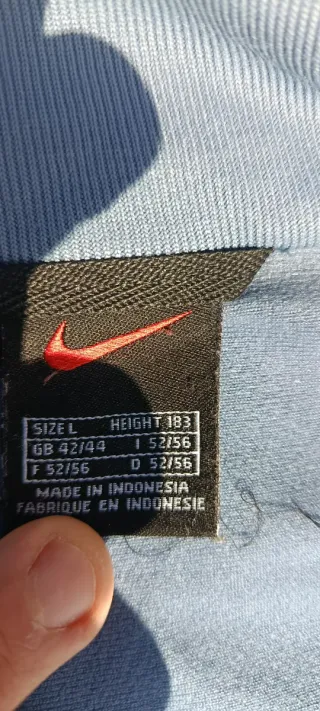 SIZE L HEIGHT 183
GB 42/44 I 52/56
F 52/56 D 52/56
MADE IN INDONESIA
FABRIQUE EN INDONESIE